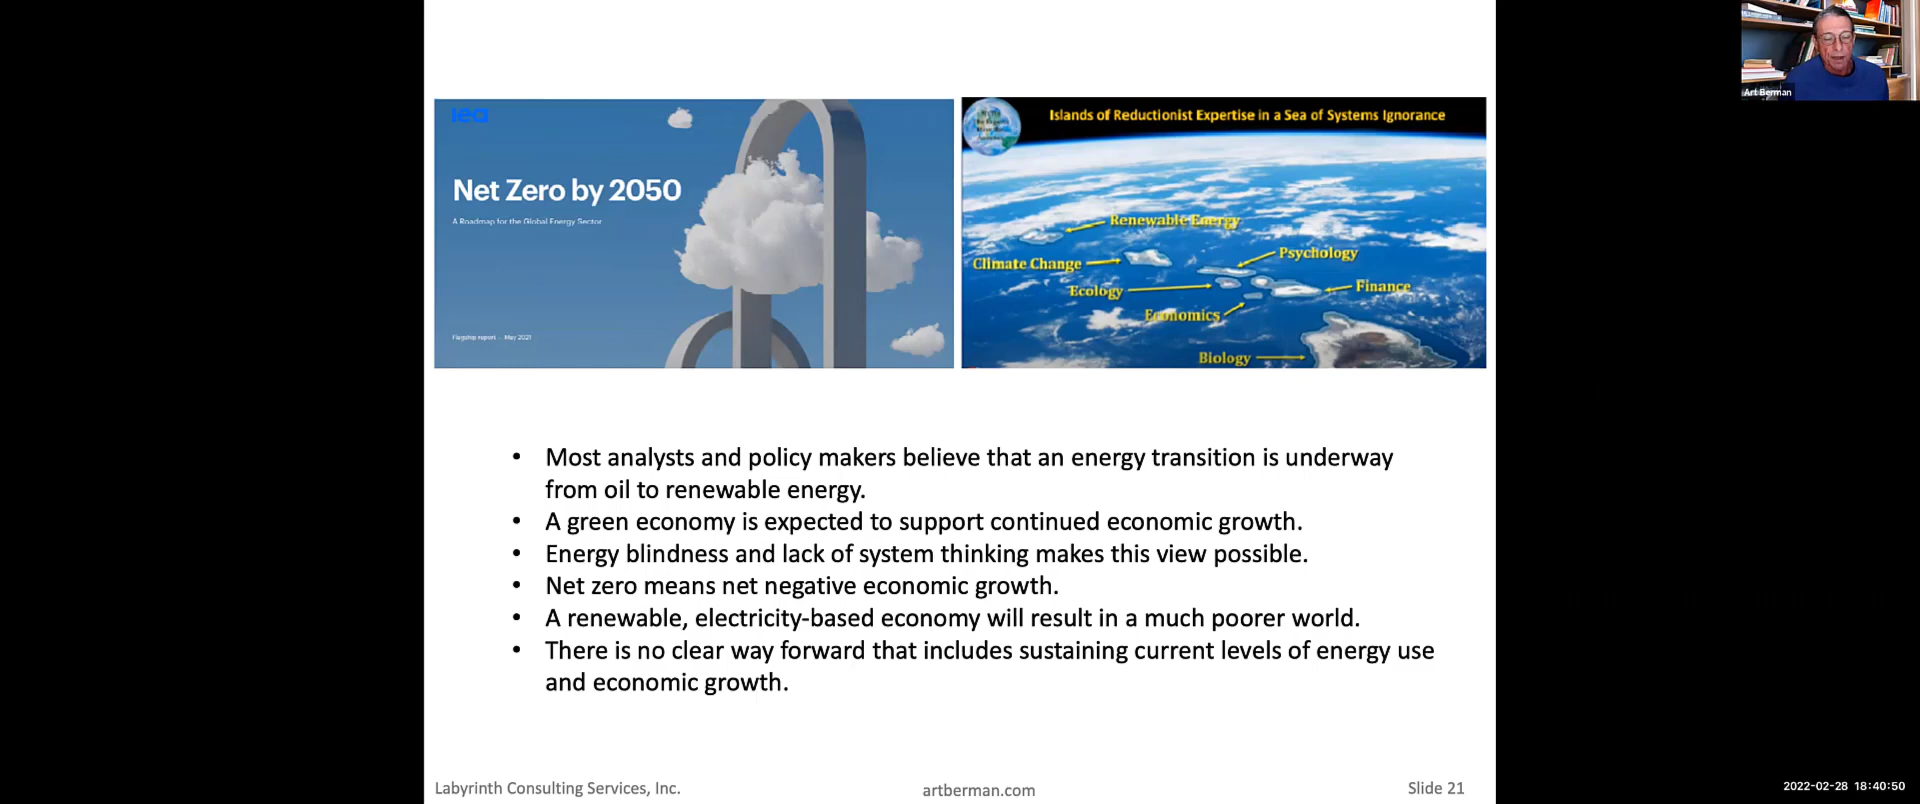 iea
Net Zero by 2050
A Roadmap for the Global Energy Sector
Flagship report - May 2021
Islands of Reductionist Expertise in a Sea of Systems Ignorance
Renewable Energy
Climate Change
Psychology
Ecology
Finance
Economics
Biology
Art Berman
• Most analysts and policy makers believe that an energy transition is underway
from oil to renewable energy.
• A green economy is expected to support continued economic growth.
• Energy blindness and lack of system thinking makes this view possible.
• Net zero means net negative economic growth.
• A renewable, electricity-based economy will result in a much poorer world.
• There is no clear way forward that includes sustaining current levels of energy use
and economic growth.
Labyrinth Consulting Services, Inc.
artberman.com
Slide 21
2022-02-28 18:40:50